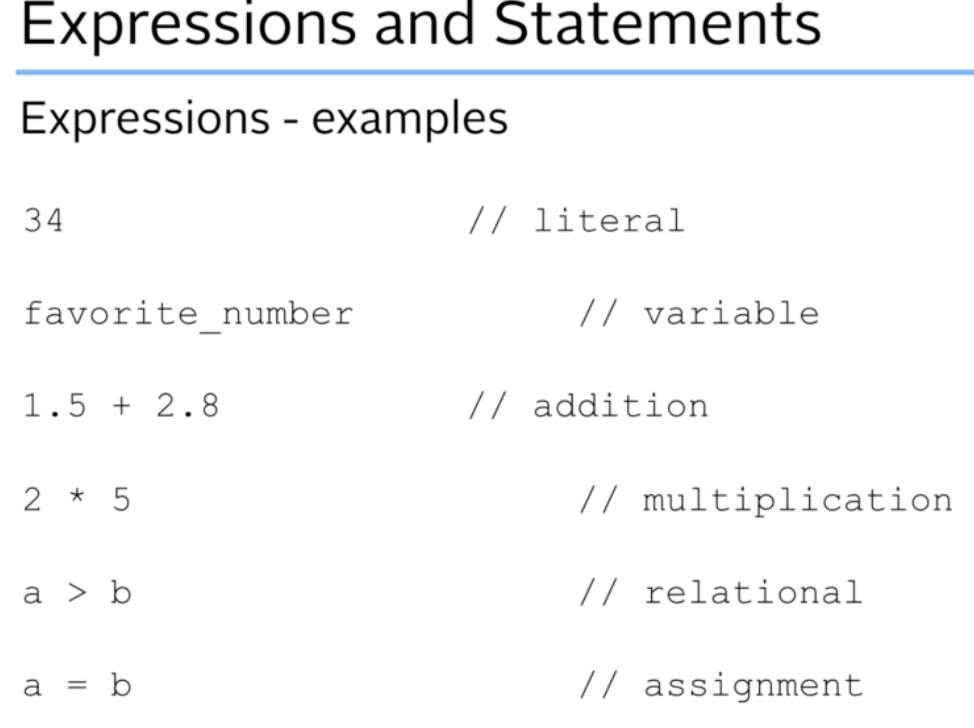 Expressions and Statements
Expressions - examples
34 // literal
favorite_number // variable
1.5 + 2.8 // addition
2 * 5 // multiplication
a > b // relational
a = b // assignment